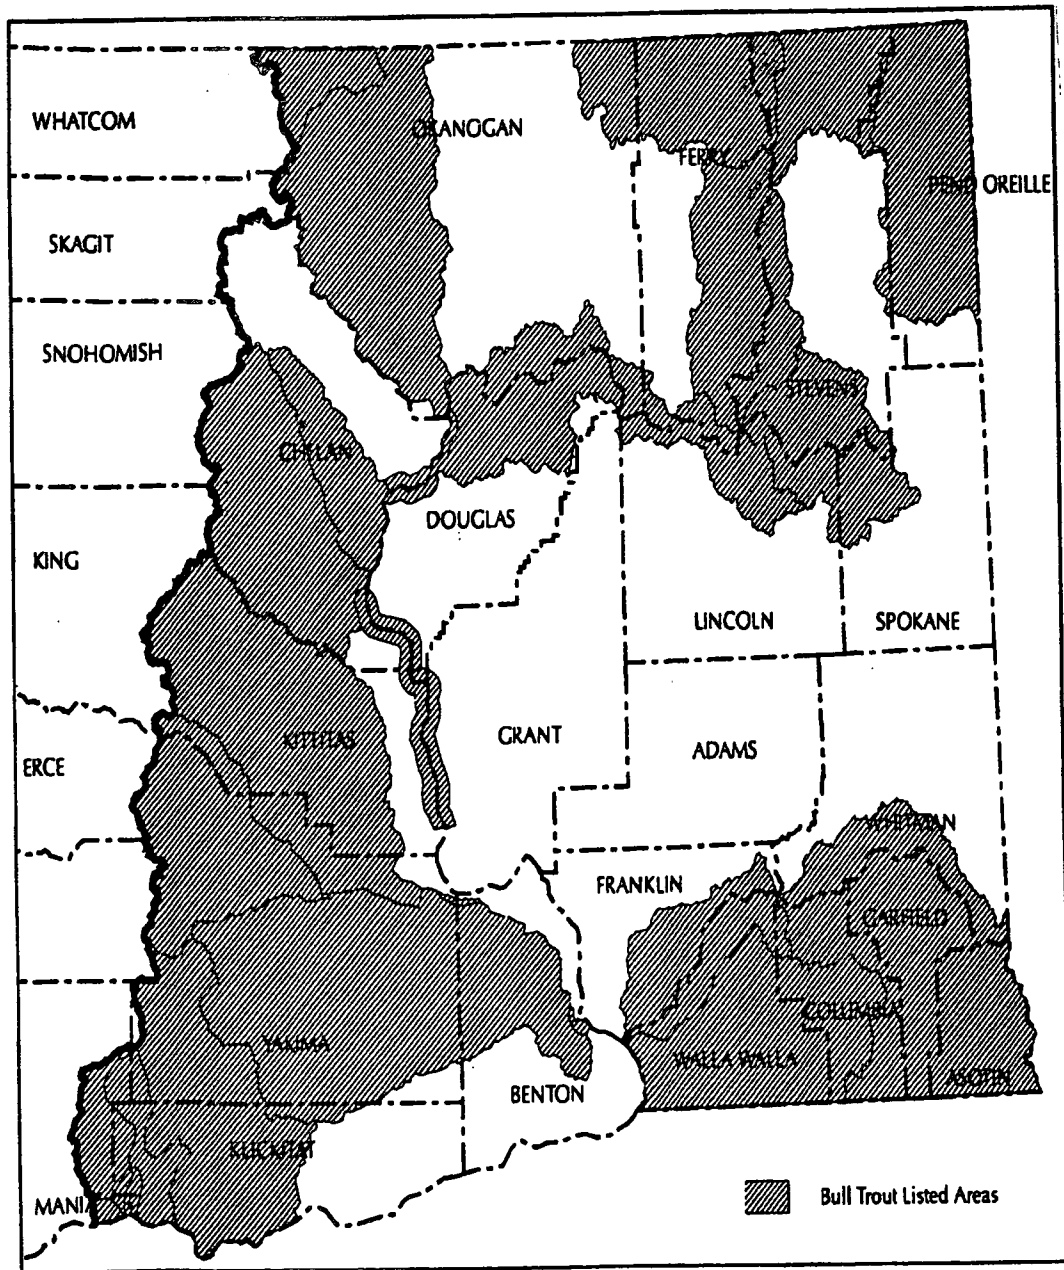 WHATCOM
OKANOGAN
FERRY
PEND OREILLE
SKAGIT
SNOHOMISH
STEVENS
CHELAN
DOUGLAS
KING
LINCOLN
SPOKANE
KITTITAS
GRANT
ADAMS
ERCE
WHITMAN
FRANKLIN
GARFIELD
COLUMBIA
YAKIMA
WALLA WALLA
ASOTIN
BENTON
KLICKITAT
MANIA
Bull Trout Listed Areas